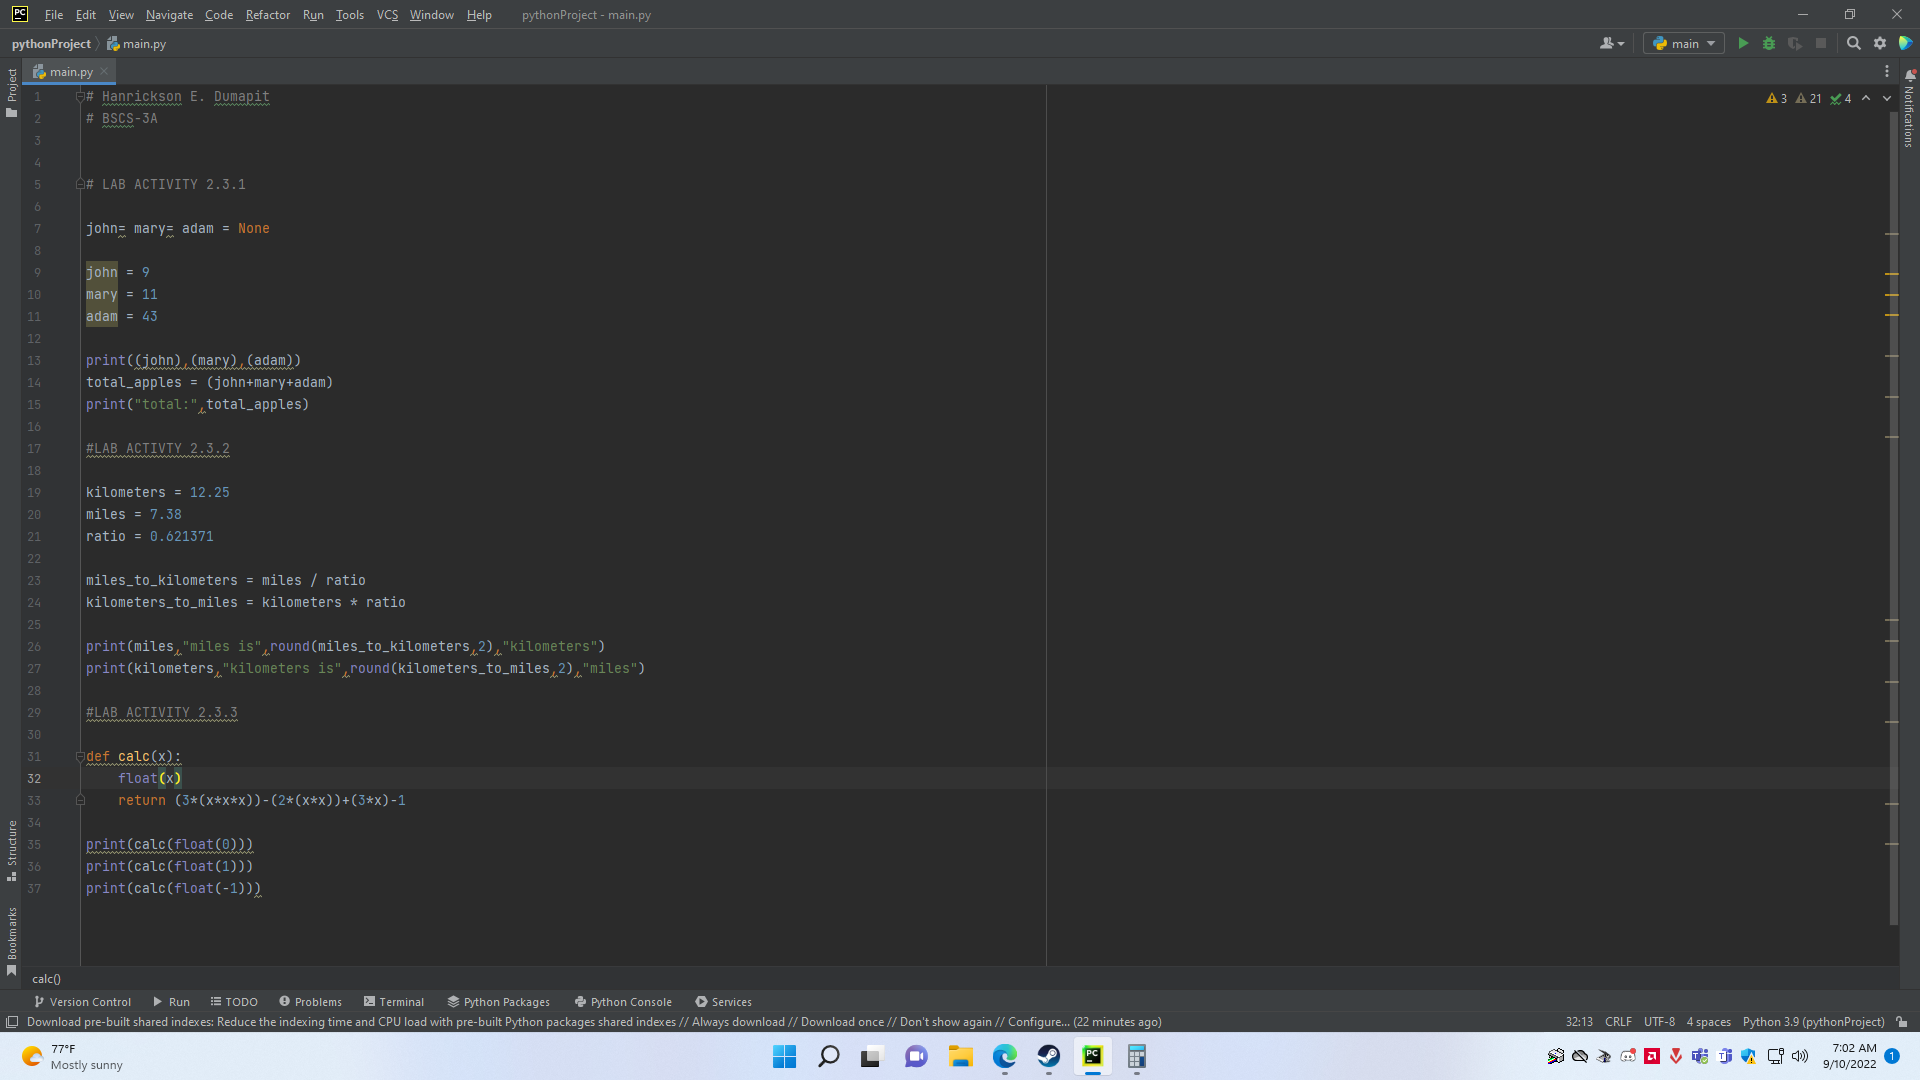 PC File Edit View Navigate Code Refactor Run Tools VCS Window Help pythonProject - main.py
pythonProject main.py main
Project main.py
Notifications
3 21 4
1 # Hanrickson E. Dumapit
2 # BSCS-3A
3
4
5 # LAB ACTIVITY 2.3.1
6
7 john= mary= adam = None
8
9 john = 9
10 mary = 11
11 adam = 43
12
13 print((john),(mary),(adam))
14 total_apples = (john+mary+adam)
15 print("total:",total_apples)
16
17 #LAB ACTIVTY 2.3.2
18
19 kilometers = 12.25
20 miles = 7.38
21 ratio = 0.621371
22
23 miles_to_kilometers = miles / ratio
24 kilometers_to_miles = kilometers * ratio
25
26 print(miles,"miles is",round(miles_to_kilometers,2),"kilometers")
27 print(kilometers,"kilometers is",round(kilometers_to_miles,2),"miles")
28
29 #LAB ACTIVITY 2.3.3
30
31 def calc(x):
32     float(x)
33     return (3*(x*x*x))-(2*(x*x))+(3*x)-1
34
35 print(calc(float(0)))
36 print(calc(float(1)))
37 print(calc(float(-1)))
Structure
Bookmarks
calc()
Version Control Run TODO Problems Terminal Python Packages Python Console Services
Download pre-built shared indexes: Reduce the indexing time and CPU load with pre-built Python packages shared indexes // Always download // Download once // Don't show again // Configure... (22 minutes ago) 32:13 CRLF UTF-8 4 spaces Python 3.9 (pythonProject)
77°F
Mostly sunny
PC
7:02 AM
9/10/2022
1